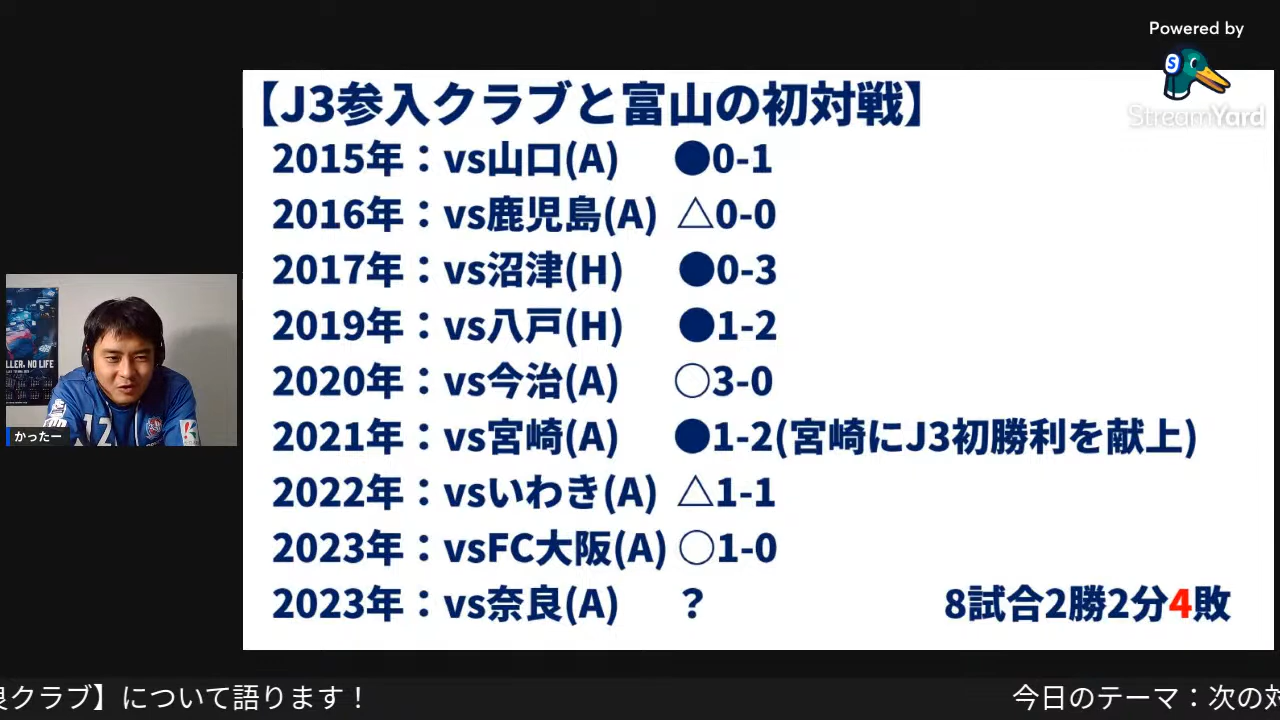 Powered by
StreamYard
【J3参入クラブと富山の初対戦】
2015年：vs山口(A) ●0-1
2016年：vs鹿児島(A) △0-0
2017年：vs沼津(H) ●0-3
2019年：vs八戸(H) ●1-2
2020年：vs今治(A) ○3-0
2021年：vs宮崎(A) ●1-2(宮崎にJ3初勝利を献上)
2022年：vsいわき(A) △1-1
2023年：vsFC大阪(A) ○1-0
2023年：vs奈良(A) ？ 8試合2勝2分4敗
NO LIFE
12
かったー
クラブ】について語ります！ 今日のテーマ：次の対